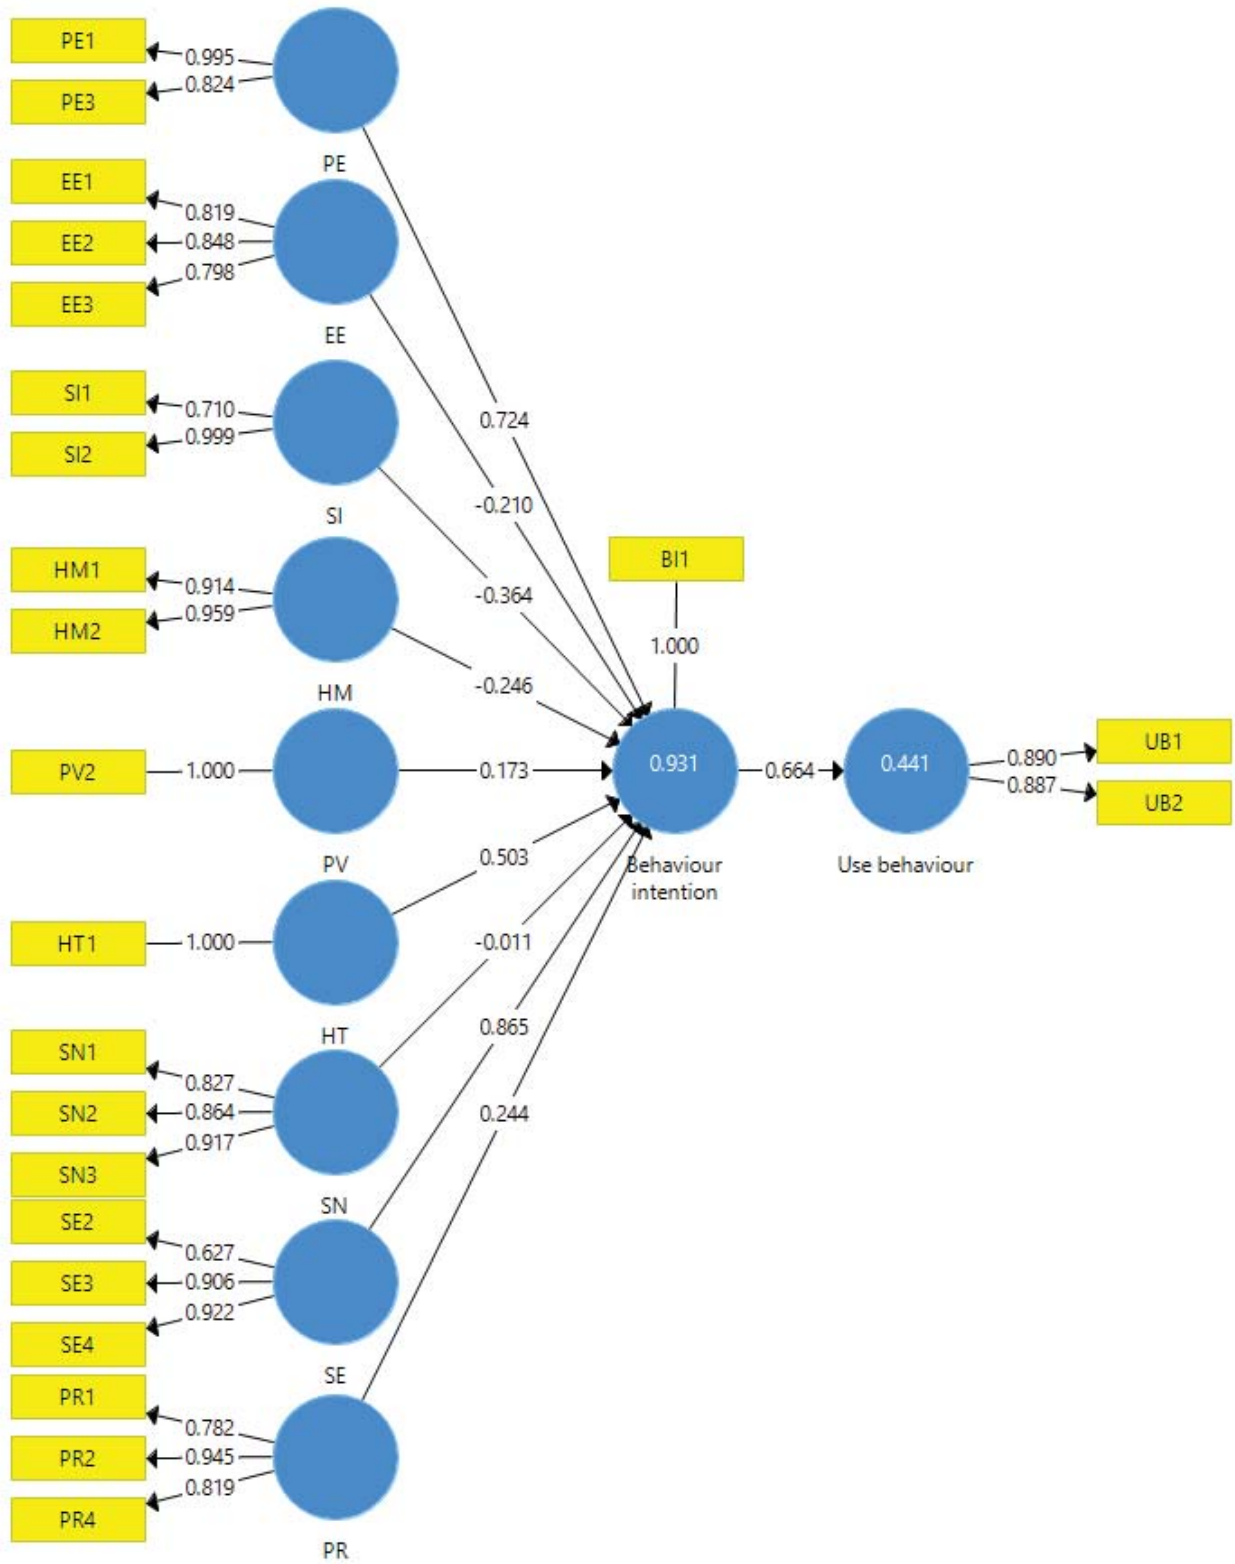 PE1
0.995
0.824
PE3
PE
EE1
0.819
EE2
0.848
0.798
EE3
EE
SI1
0.710
0.999
SI2
SI
HM1
0.914
0.959
HM2
HM
PV2
1.000
PV
HT1
1.000
HT
SN1
0.827
SN2
0.864
0.917
SN3
SN
SE2
0.627
SE3
0.906
0.922
SE4
SE
PR1
0.782
PR2
0.945
0.819
PR4
PR
0.724
-0.210
-0.364
-0.246
0.173
0.503
-0.011
0.865
0.244
BI1
1.000
0.931
Behaviour
intention
0.664
0.441
Use behaviour
0.890
0.887
UB1
UB2